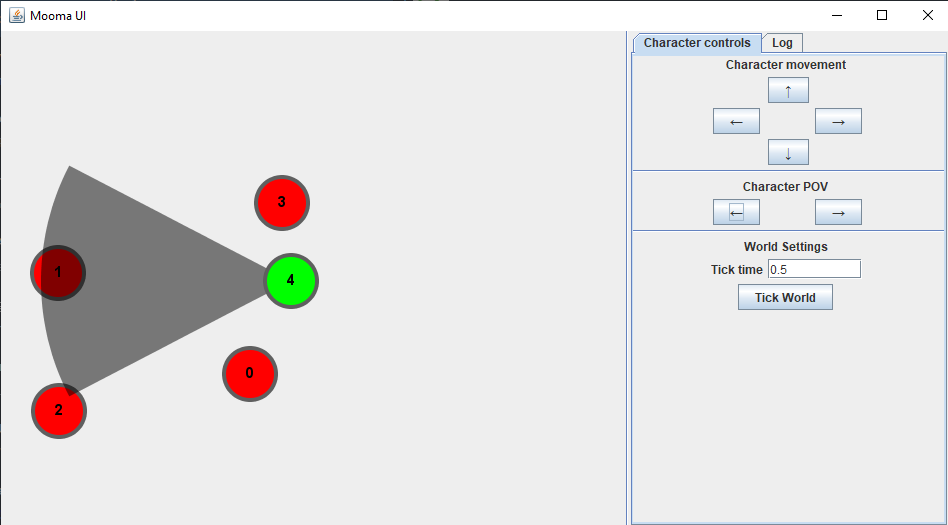 Mooma UI
Character controls
Log
Character movement
↑
← →
↓
Character POV
← →
World Settings
Tick time 0.5
Tick World
3
1
4
0
2